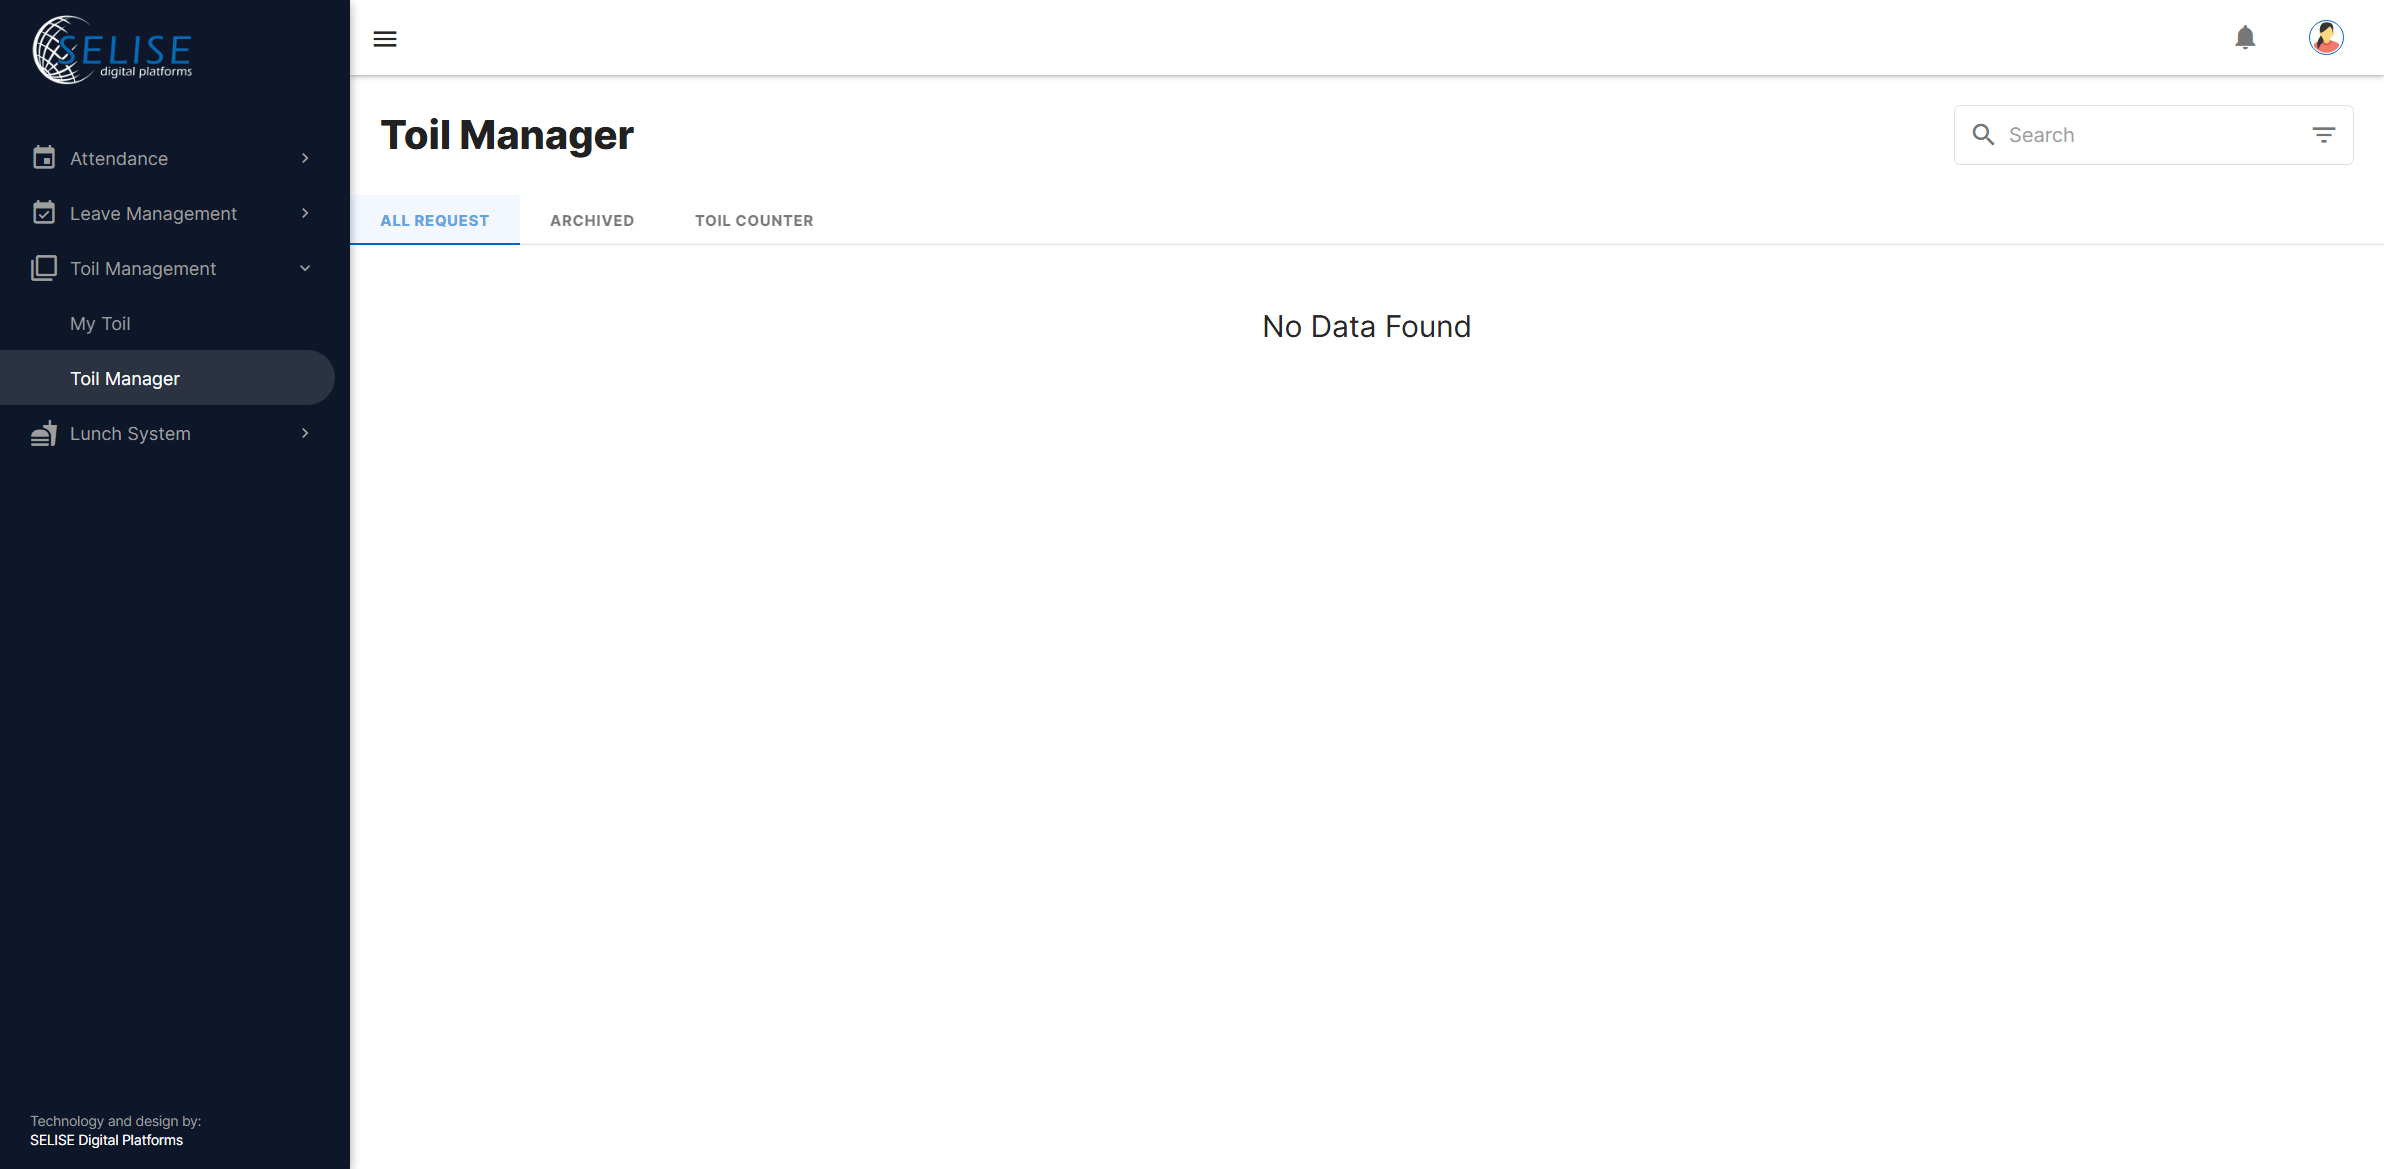 SELISE
digital platforms
Attendance
Leave Management
Toil Management
My Toil
Toil Manager
Lunch System
Technology and design by:
SELISE Digital Platforms
Toil Manager
Search
ALL REQUEST
ARCHIVED
TOIL COUNTER
No Data Found